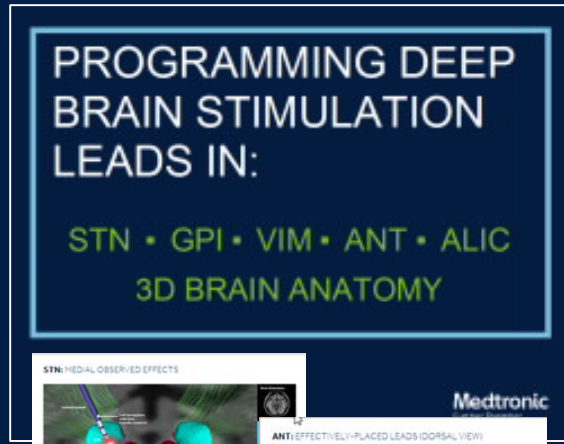 PROGRAMMING DEEP
BRAIN STIMULATION
LEADS IN:
STN • GPI • VIM • ANT • ALIC
3D BRAIN ANATOMY
STN: MEDIAL OBSERVED EFFECTS
Medtronic
ANT: EFFECTIVELY-PLACED LEADS (DORSAL VIEW)